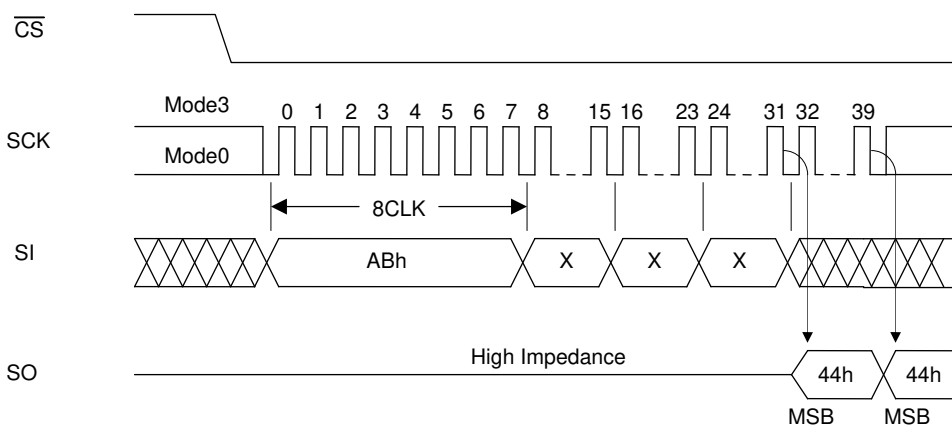 CS
Mode3
0 1 2 3 4 5 6 7 8 15 16 23 24 31 32 39
SCK
Mode0
8CLK
SI
ABh X X X
High Impedance
SO
44h 44h
MSB MSB